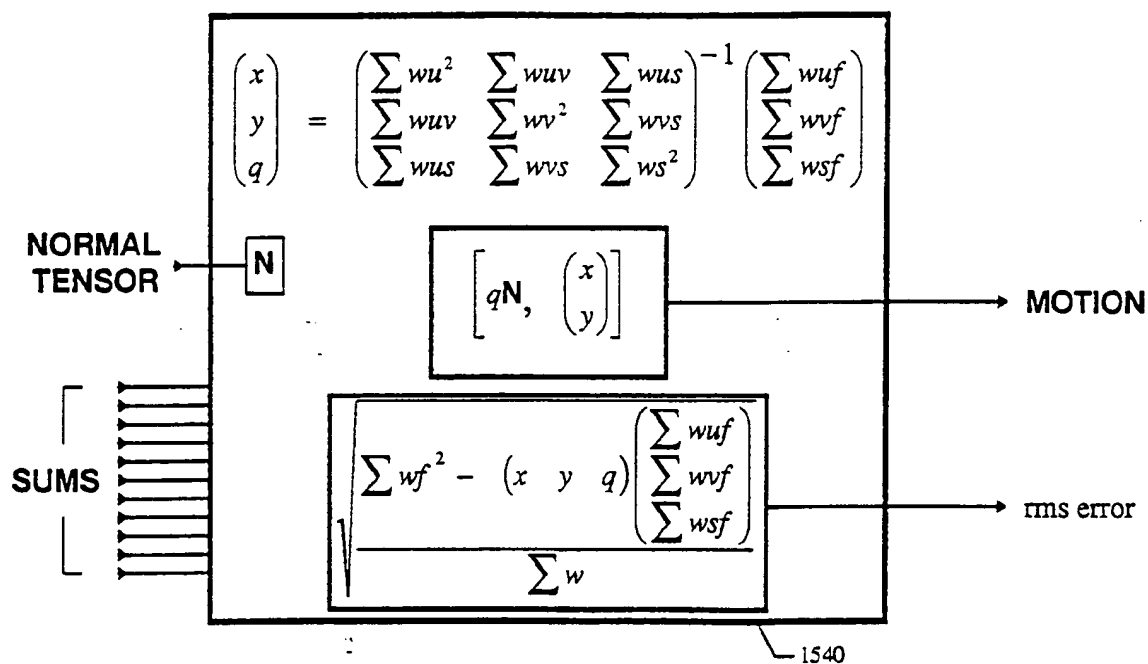 (x y q) = (∑wu² ∑wuv ∑wus
∑wuv ∑wv² ∑wvs
∑wus ∑wvs ∑ws²)⁻¹ (∑wuf ∑wvf ∑wsf)
NORMAL
TENSOR
N
[qN, (x y)]
MOTION
SUMS
√
∑wf² - (x y q) (∑wuf ∑wvf ∑wsf)
∑w
rms error
1540